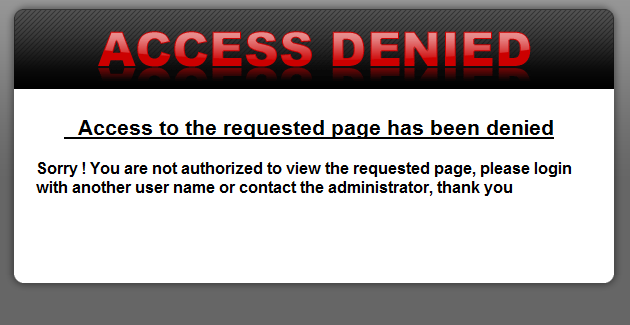 ACCESS DENIED
Access to the requested page has been denied
Sorry ! You are not authorized to view the requested page, please login
with another user name or contact the administrator, thank you